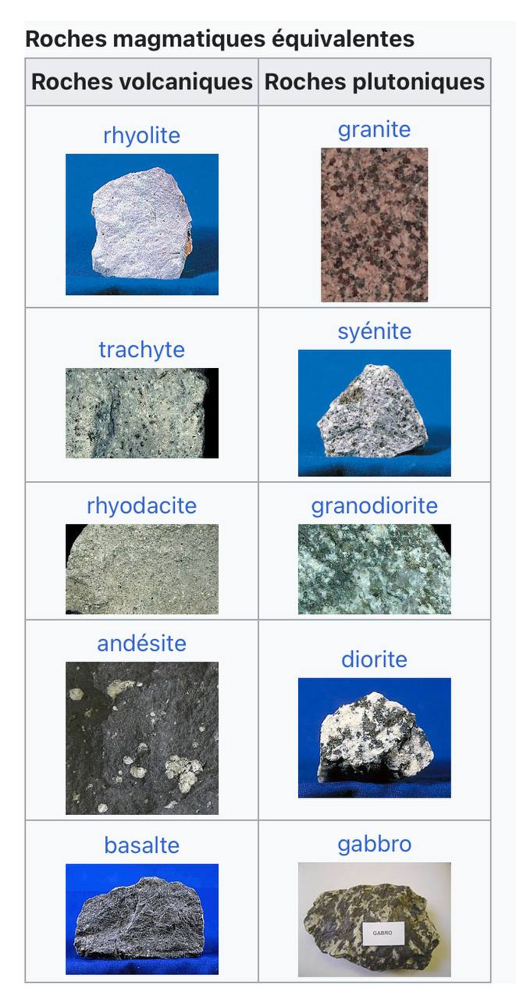 Roches magmatiques équivalentes
Roches volcaniques Roches plutoniques
rhyolite granite
trachyte syénite
rhyodacite granodiorite
andésite diorite
basalte gabbro
GABRO